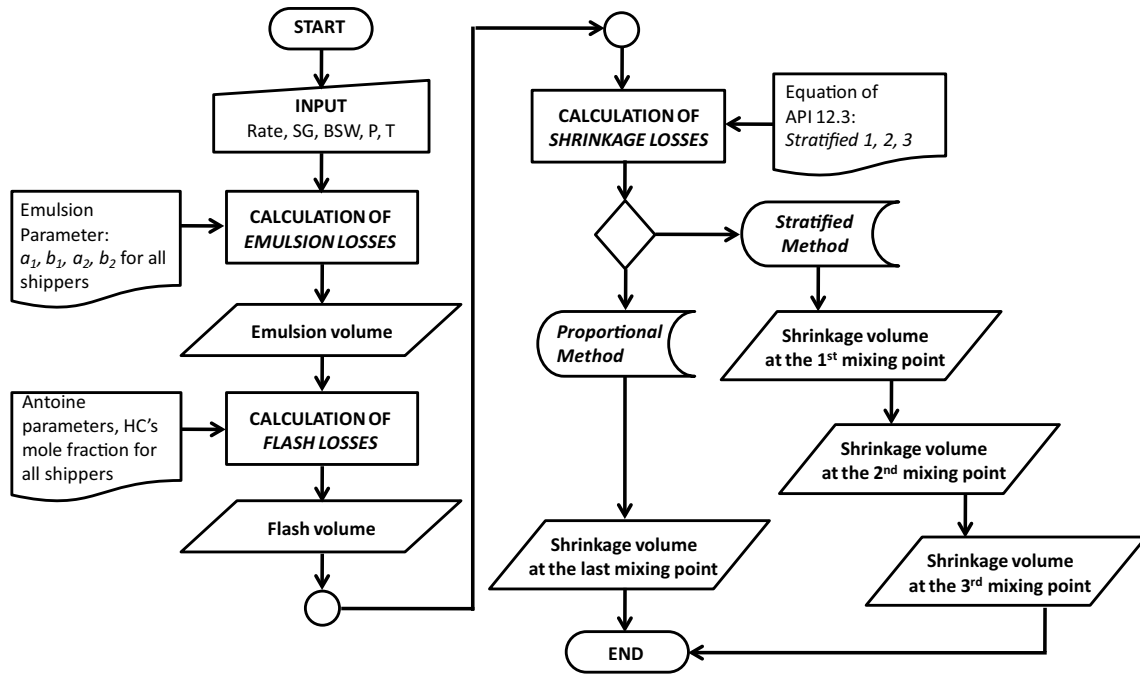 START
INPUT
Rate, SG, BSW, P, T
Emulsion
Parameter:
a1, b1, a2, b2 for all
shippers
CALCULATION OF
EMULSION LOSSES
Emulsion volume
Antoine
parameters, HC's
mole fraction for
all shippers
CALCULATION OF
FLASH LOSSES
Flash volume
CALCULATION OF
SHRINKAGE LOSSES
Equation of
API 12.3:
Stratified 1, 2, 3
Stratified
Method
Proportional
Method
Shrinkage volume
at the 1st mixing point
Shrinkage volume
at the 2nd mixing point
Shrinkage volume
at the 3rd mixing point
Shrinkage volume
at the last mixing point
END